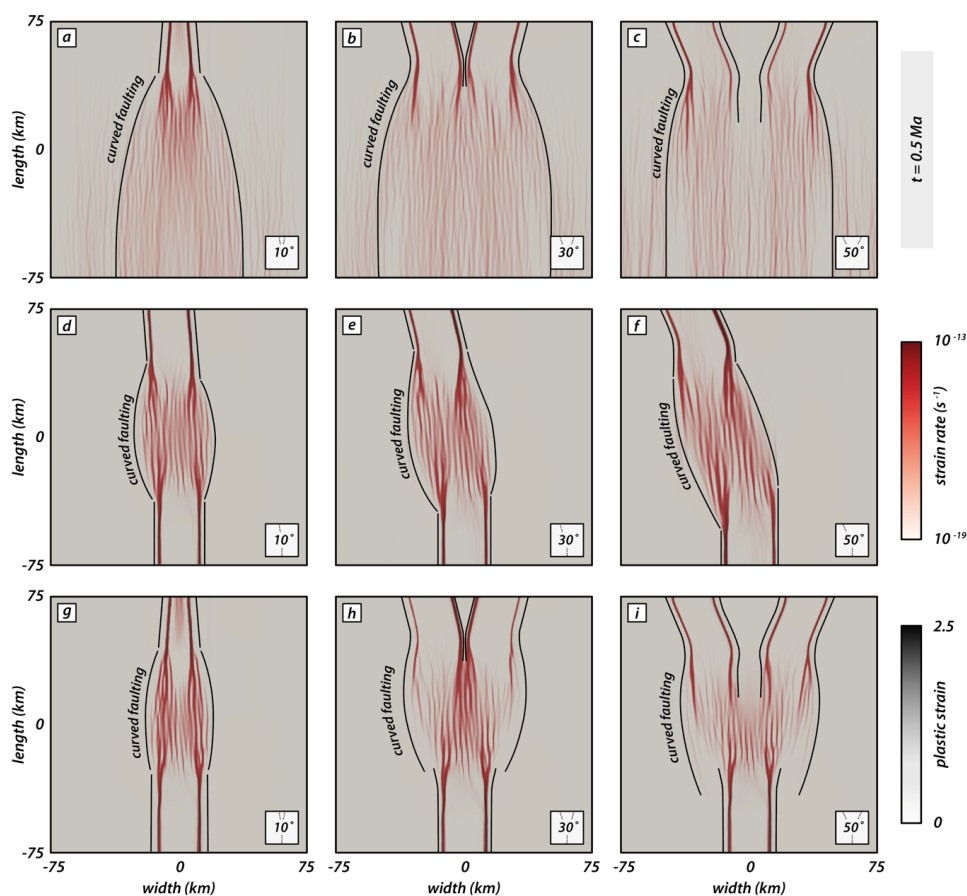 75
a
b
c
length (km)
0
curved faulting
curved faulting
curved faulting
t = 0.5 Ma
-75
10°
30°
50°
75
d
e
f
length (km)
0
curved faulting
curved faulting
curved faulting
-75
10°
30°
50°
10⁻¹³
strain rate (s⁻¹)
10⁻¹⁹
75
g
h
i
length (km)
0
curved faulting
curved faulting
curved faulting
-75
10°
30°
50°
2.5
plastic strain
0
-75 0 75
0
-75 0 75
width (km)
width (km)
width (km)